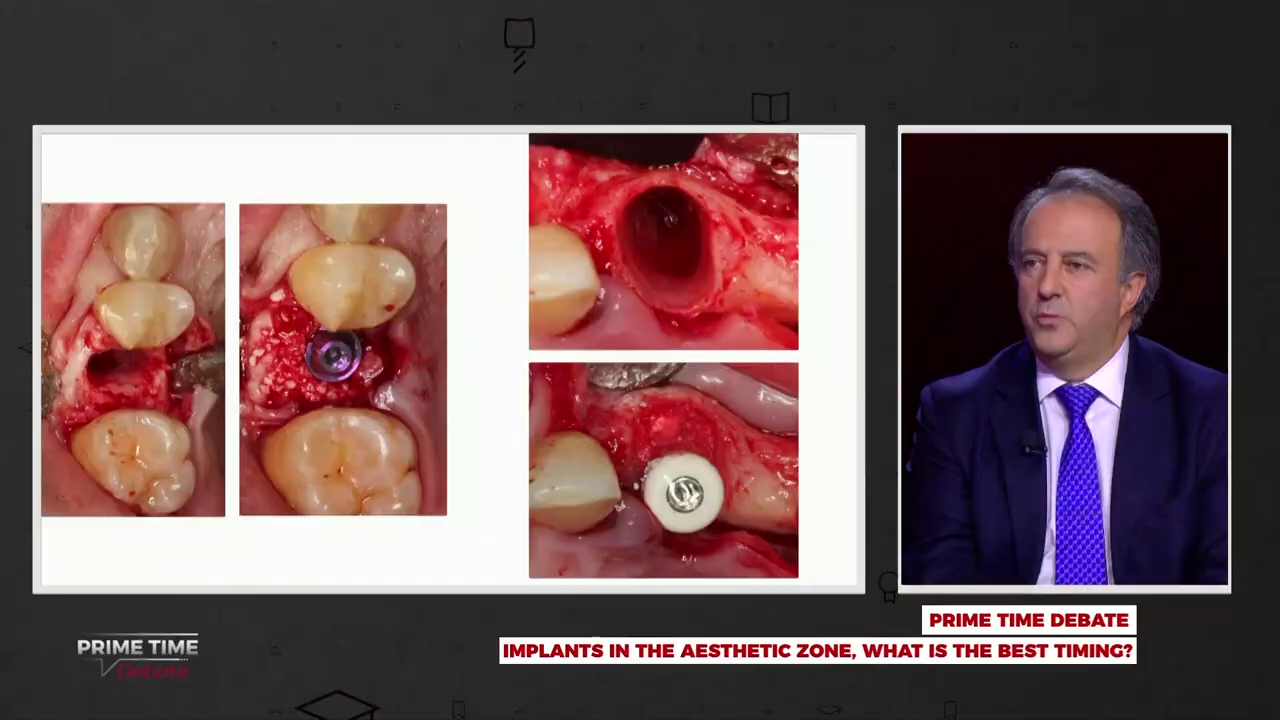 PRIME TIME DEBATE
IMPLANTS IN THE AESTHETIC ZONE, WHAT IS THE BEST TIMING?
PRIME TIME
Debate